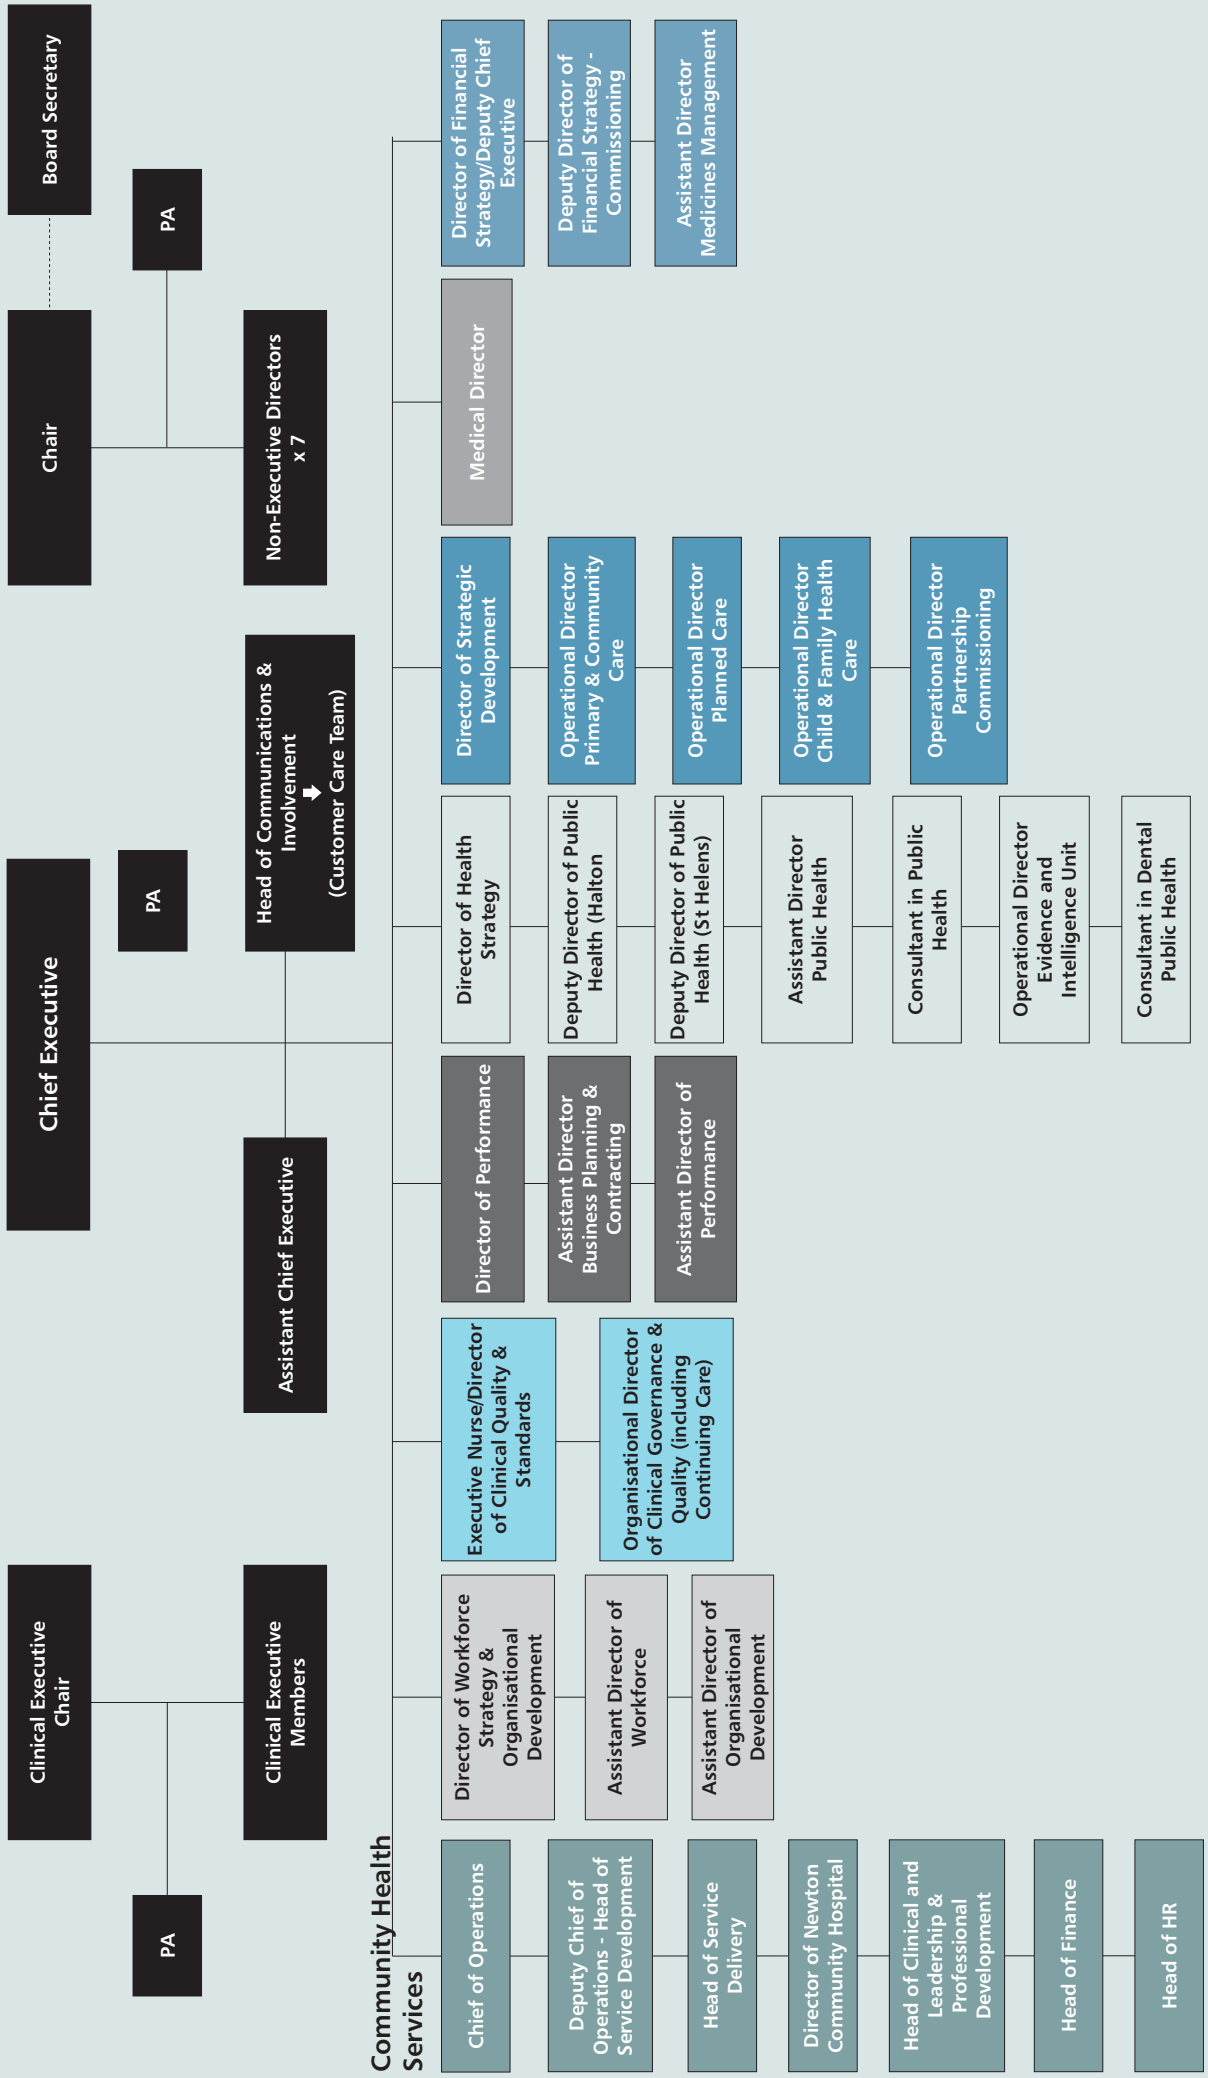 Clinical Executive
Chair
PA
Clinical Executive
Members
Chief Executive
PA
Assistant Chief Executive
Head of Communications &
Involvement
(Customer Care Team)
Chair
Board Secretary
PA
Non-Executive Directors
x 7
Community Health
Services
Chief of Operations
Deputy Chief of
Operations - Head of
Service Development
Head of Service
Delivery
Director of Newton
Community Hospital
Head of Clinical and
Leadership &
Professional
Development
Head of Finance
Head of HR
Director of Workforce
Strategy &
Organisational
Development
Assistant Director of
Workforce
Assistant Director of
Organisational
Development
Executive Nurse/Director
of Clinical Quality &
Standards
Organisational Director
of Clinical Governance &
Quality (including
Continuing Care)
Director of Performance
Assistant Director
Business Planning &
Contracting
Assistant Director of
Performance
Director of Health
Strategy
Deputy Director of Public
Health (Halton)
Deputy Director of Public
Health (St Helens)
Assistant Director
Public Health
Consultant in Public
Health
Operational Director
Evidence and
Intelligence Unit
Consultant in Dental
Public Health
Director of Strategic
Development
Operational Director
Primary & Community
Care
Operational Director
Planned Care
Operational Director
Child & Family Health
Care
Operational Director
Partnership
Commissioning
Medical Director
Director of Financial
Strategy/Deputy Chief
Executive
Deputy Director of
Financial Strategy -
Commissioning
Assistant Director
Medicines Management